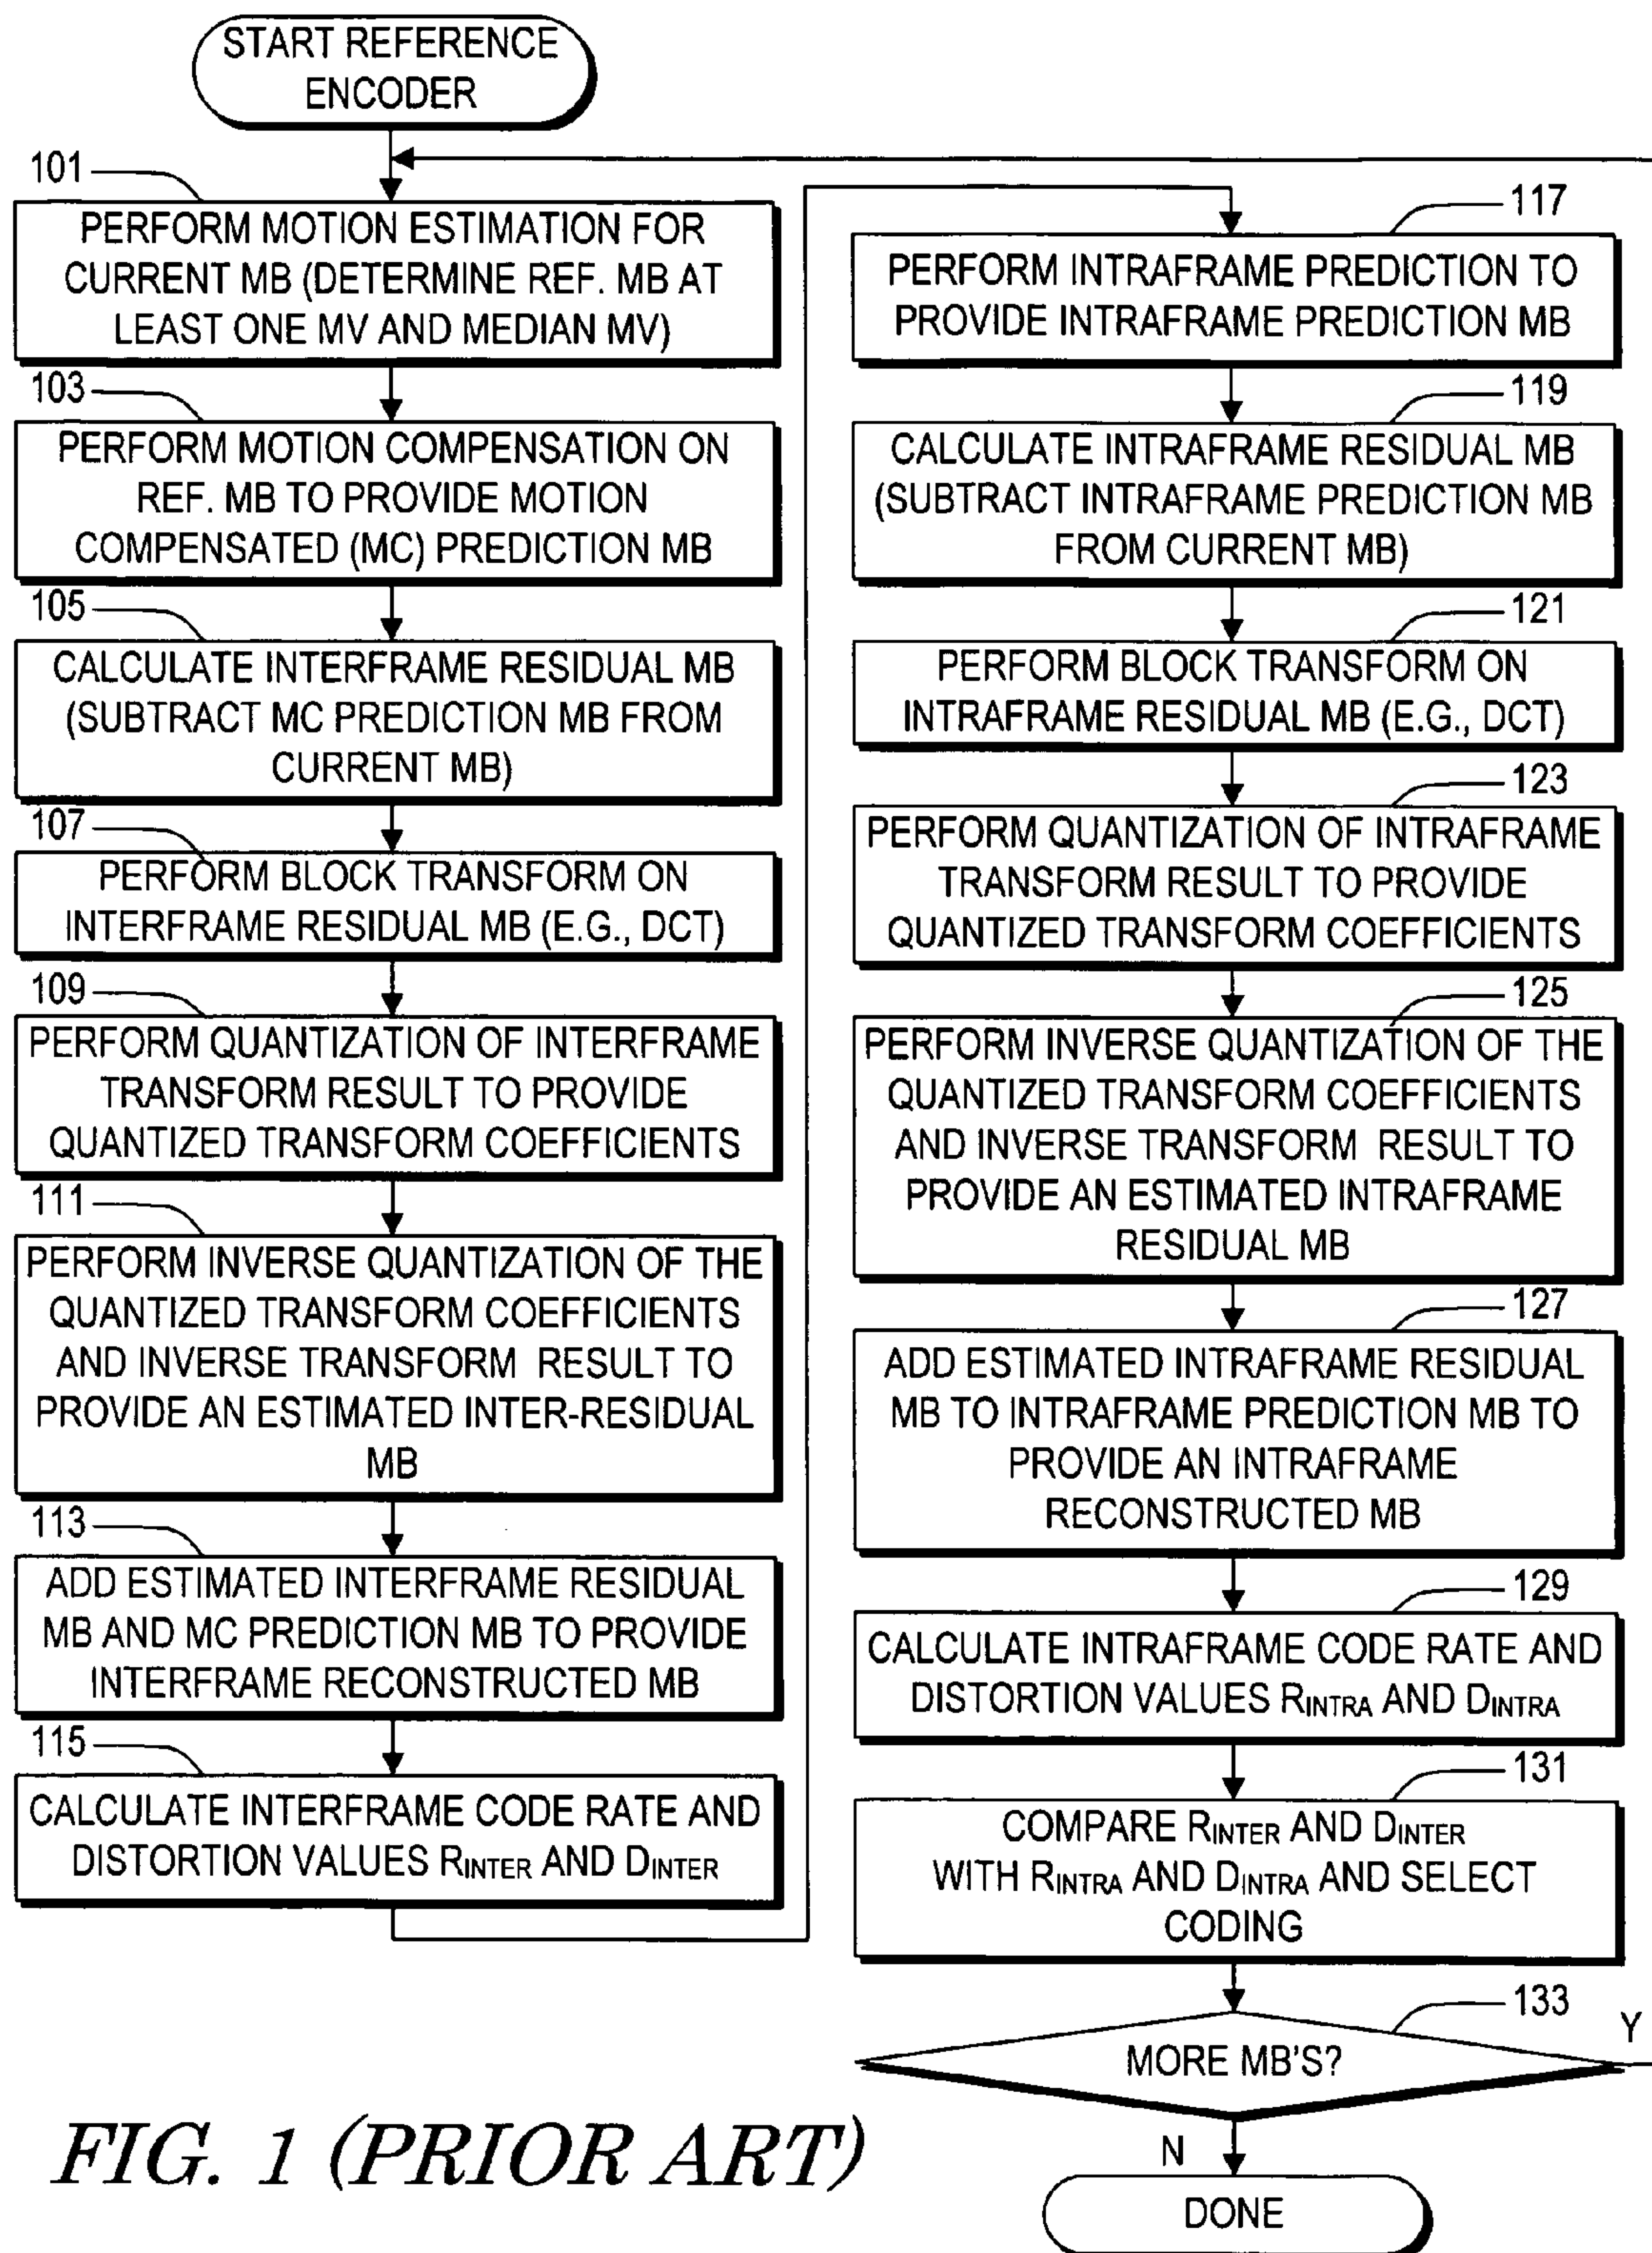 START REFERENCE
ENCODER
101
PERFORM MOTION ESTIMATION FOR
CURRENT MB (DETERMINE REF. MB AT
LEAST ONE MV AND MEDIAN MV)
103
PERFORM MOTION COMPENSATION ON
REF. MB TO PROVIDE MOTION
COMPENSATED (MC) PREDICTION MB
105
CALCULATE INTERFRAME RESIDUAL MB
(SUBTRACT MC PREDICTION MB FROM
CURRENT MB)
107
PERFORM BLOCK TRANSFORM ON
INTERFRAME RESIDUAL MB (E.G., DCT)
109
PERFORM QUANTIZATION OF INTERFRAME
TRANSFORM RESULT TO PROVIDE
QUANTIZED TRANSFORM COEFFICIENTS
111
PERFORM INVERSE QUANTIZATION OF THE
QUANTIZED TRANSFORM COEFFICIENTS
AND INVERSE TRANSFORM RESULT TO
PROVIDE AN ESTIMATED INTER-RESIDUAL
MB
113
ADD ESTIMATED INTERFRAME RESIDUAL
MB AND MC PREDICTION MB TO PROVIDE
INTERFRAME RECONSTRUCTED MB
115
CALCULATE INTERFRAME CODE RATE AND
DISTORTION VALUES RINTER AND DINTER
117
PERFORM INTRAFRAME PREDICTION TO
PROVIDE INTRAFRAME PREDICTION MB
119
CALCULATE INTRAFRAME RESIDUAL MB
(SUBTRACT INTRAFRAME PREDICTION MB
FROM CURRENT MB)
121
PERFORM BLOCK TRANSFORM ON
INTRAFRAME RESIDUAL MB (E.G., DCT)
123
PERFORM QUANTIZATION OF INTRAFRAME
TRANSFORM RESULT TO PROVIDE
QUANTIZED TRANSFORM COEFFICIENTS
125
PERFORM INVERSE QUANTIZATION OF THE
QUANTIZED TRANSFORM COEFFICIENTS
AND INVERSE TRANSFORM RESULT TO
PROVIDE AN ESTIMATED INTRAFRAME
RESIDUAL MB
127
ADD ESTIMATED INTRAFRAME RESIDUAL
MB TO INTRAFRAME PREDICTION MB TO
PROVIDE AN INTRAFRAME
RECONSTRUCTED MB
129
CALCULATE INTRAFRAME CODE RATE AND
DISTORTION VALUES RINTRA AND DINTRA
131
COMPARE RINTER AND DINTER
WITH RINTRA AND DINTRA AND SELECT
CODING
133
MORE MB'S?
Y
N
DONE
FIG. 1 (PRIOR ART)